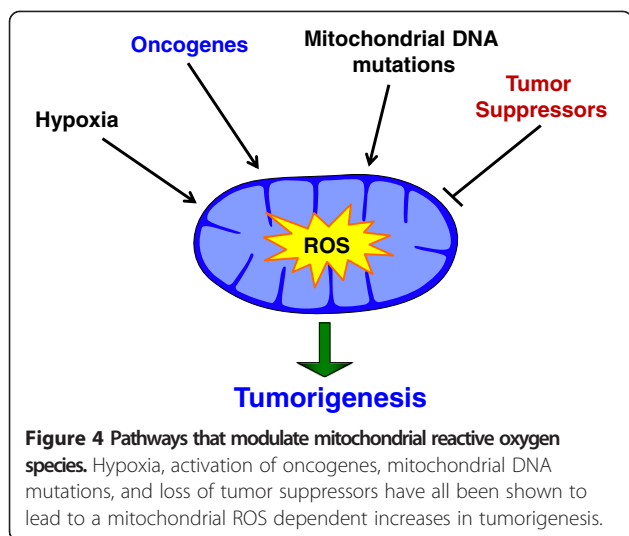 Oncogenes
Mitochondrial DNA
mutations
Tumor
Suppressors
Hypoxia
ROS
Tumorigenesis
Figure 4 Pathways that modulate mitochondrial reactive oxygen
species. Hypoxia, activation of oncogenes, mitochondrial DNA
mutations, and loss of tumor suppressors have all been shown to
lead to a mitochondrial ROS dependent increases in tumorigenesis.